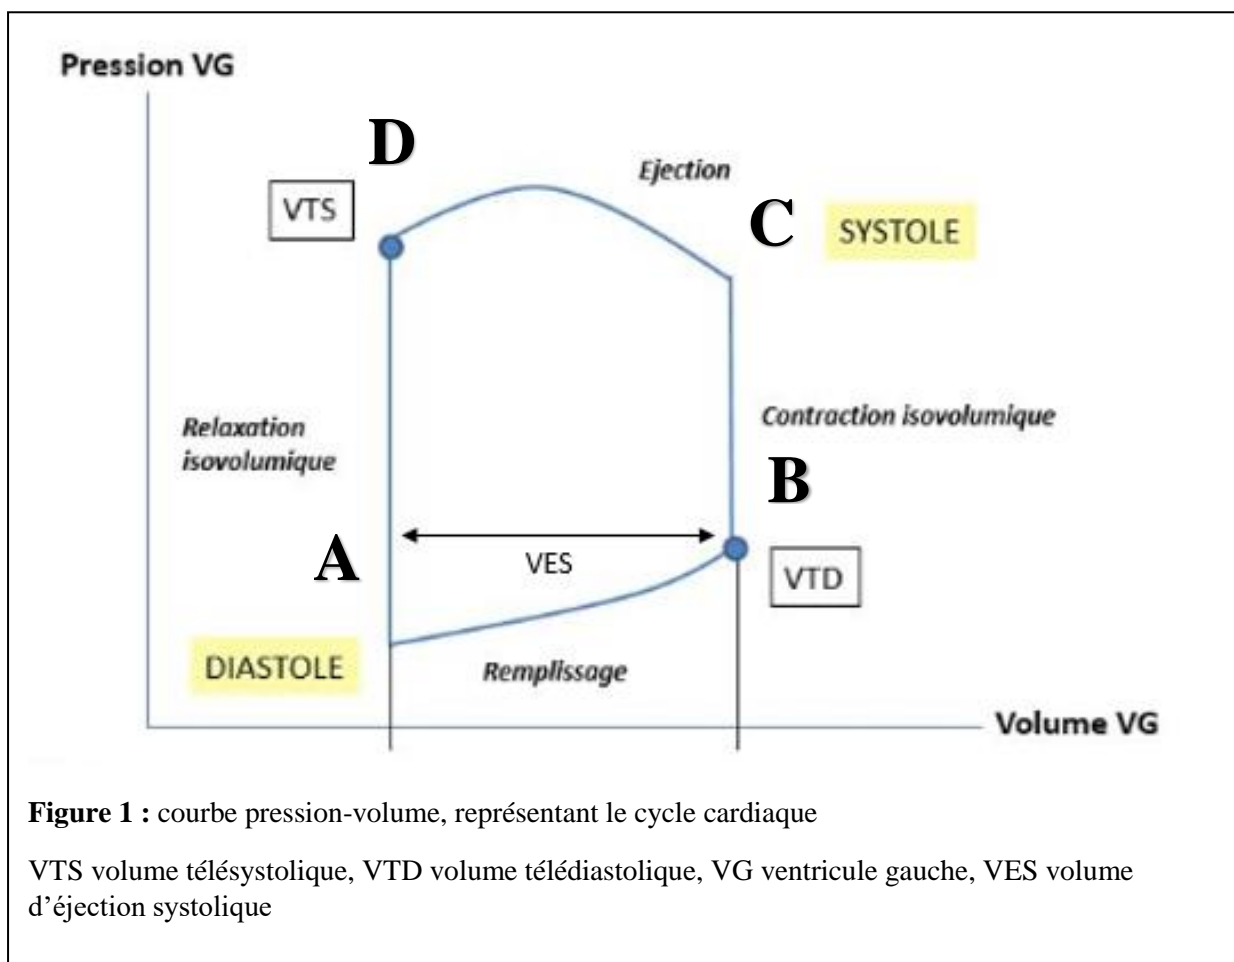 Pression VG
D
Ejection
VTS
C
SYSTOLE
Relaxation
isovolumique
Contraction isovolumique
B
A
VES
VTD
DIASTOLE
Remplissage
Volume VG
Figure 1 : courbe pression-volume, représentant le cycle cardiaque
VTS volume télésystolique, VTD volume télédiastolique, VG ventricule gauche, VES volume
d’éjection systolique